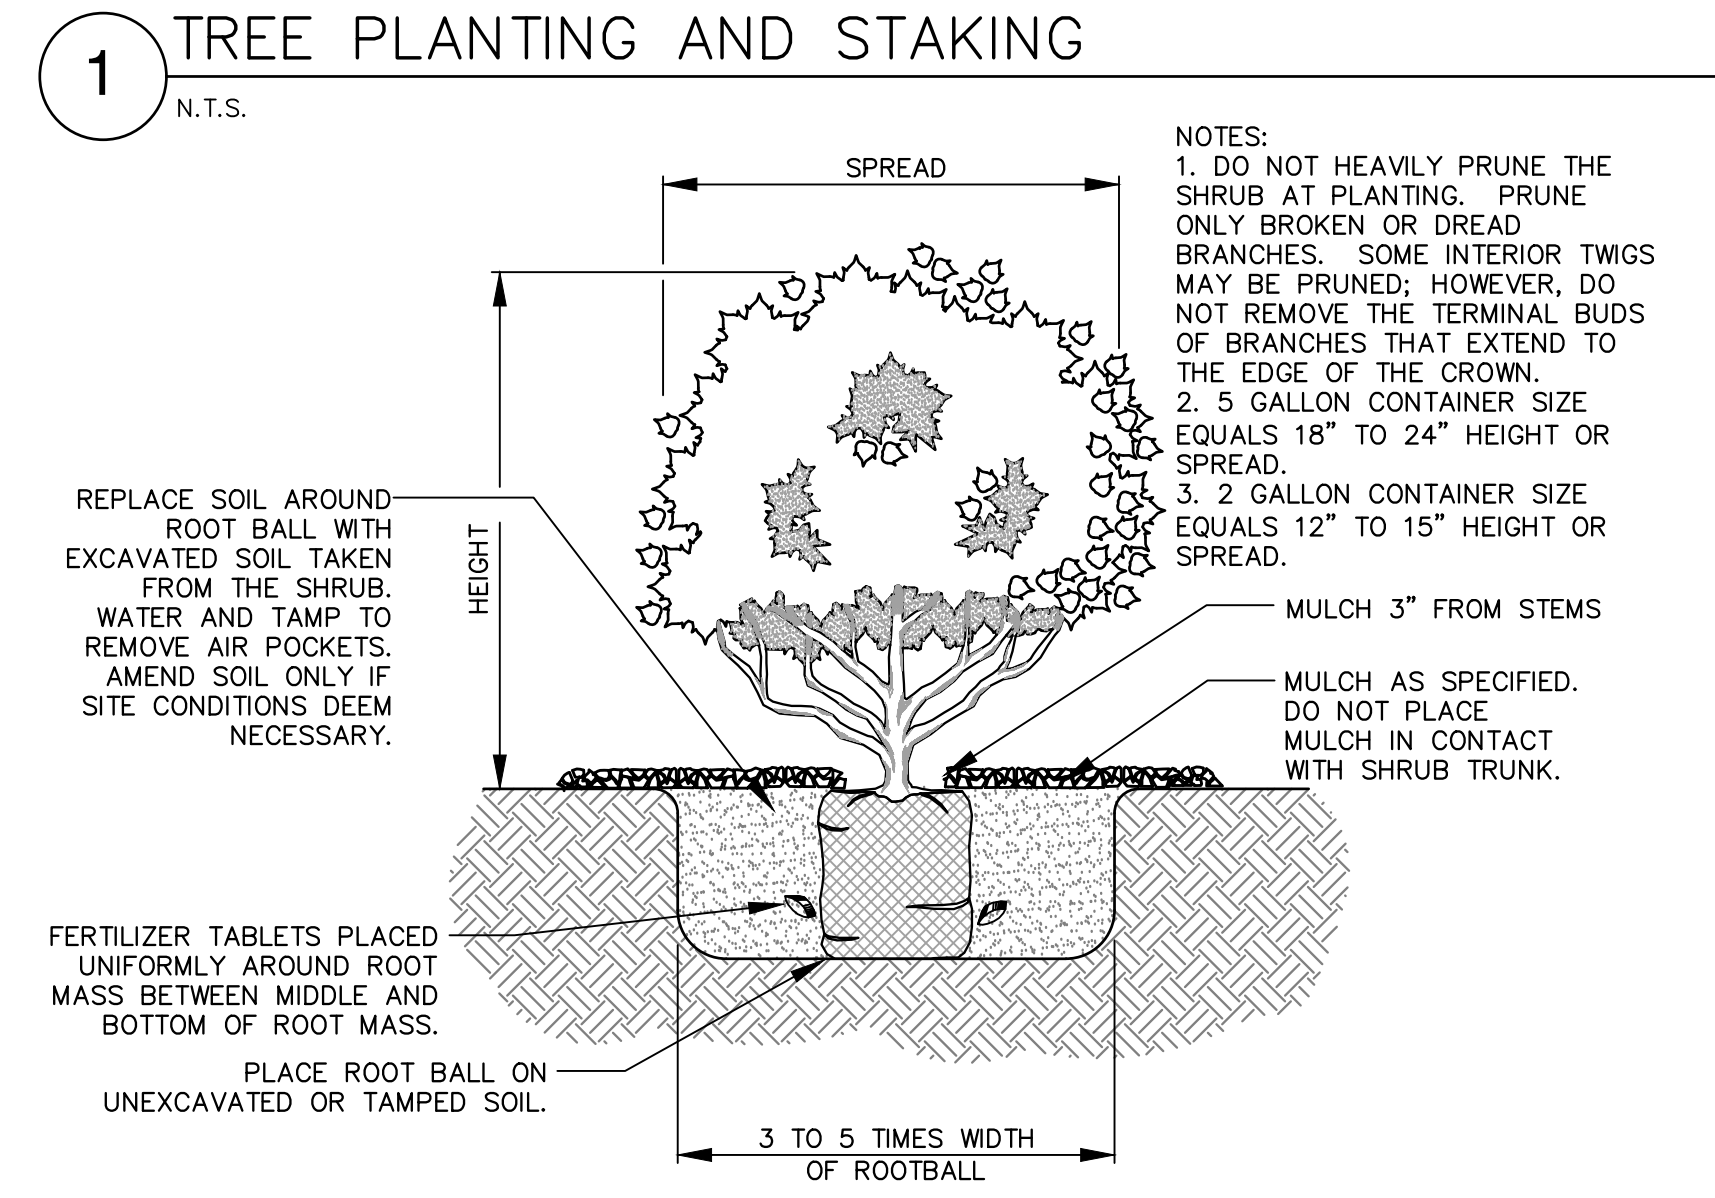 1
TREE PLANTING AND STAKING
N.T.S.
SPREAD
NOTES:
1. DO NOT HEAVILY PRUNE THE
SHRUB AT PLANTING. PRUNE
ONLY BROKEN OR DREAD
BRANCHES. SOME INTERIOR TWIGS
MAY BE PRUNED; HOWEVER, DO
NOT REMOVE THE TERMINAL BUDS
OF BRANCHES THAT EXTEND TO
THE EDGE OF THE CROWN.
2. 5 GALLON CONTAINER SIZE
EQUALS 18” TO 24” HEIGHT OR
SPREAD.
3. 2 GALLON CONTAINER SIZE
EQUALS 12” TO 15” HEIGHT OR
SPREAD.
HEIGHT
REPLACE SOIL AROUND
ROOT BALL WITH
EXCAVATED SOIL TAKEN
FROM THE SHRUB.
WATER AND TAMP TO
REMOVE AIR POCKETS.
AMEND SOIL ONLY IF
SITE CONDITIONS DEEM
NECESSARY.
MULCH 3” FROM STEMS
MULCH AS SPECIFIED.
DO NOT PLACE
MULCH IN CONTACT
WITH SHRUB TRUNK.
FERTILIZER TABLETS PLACED
UNIFORMLY AROUND ROOT
MASS BETWEEN MIDDLE AND
BOTTOM OF ROOT MASS.
PLACE ROOT BALL ON
UNEXCAVATED OR TAMPED SOIL.
3 TO 5 TIMES WIDTH
OF ROOTBALL